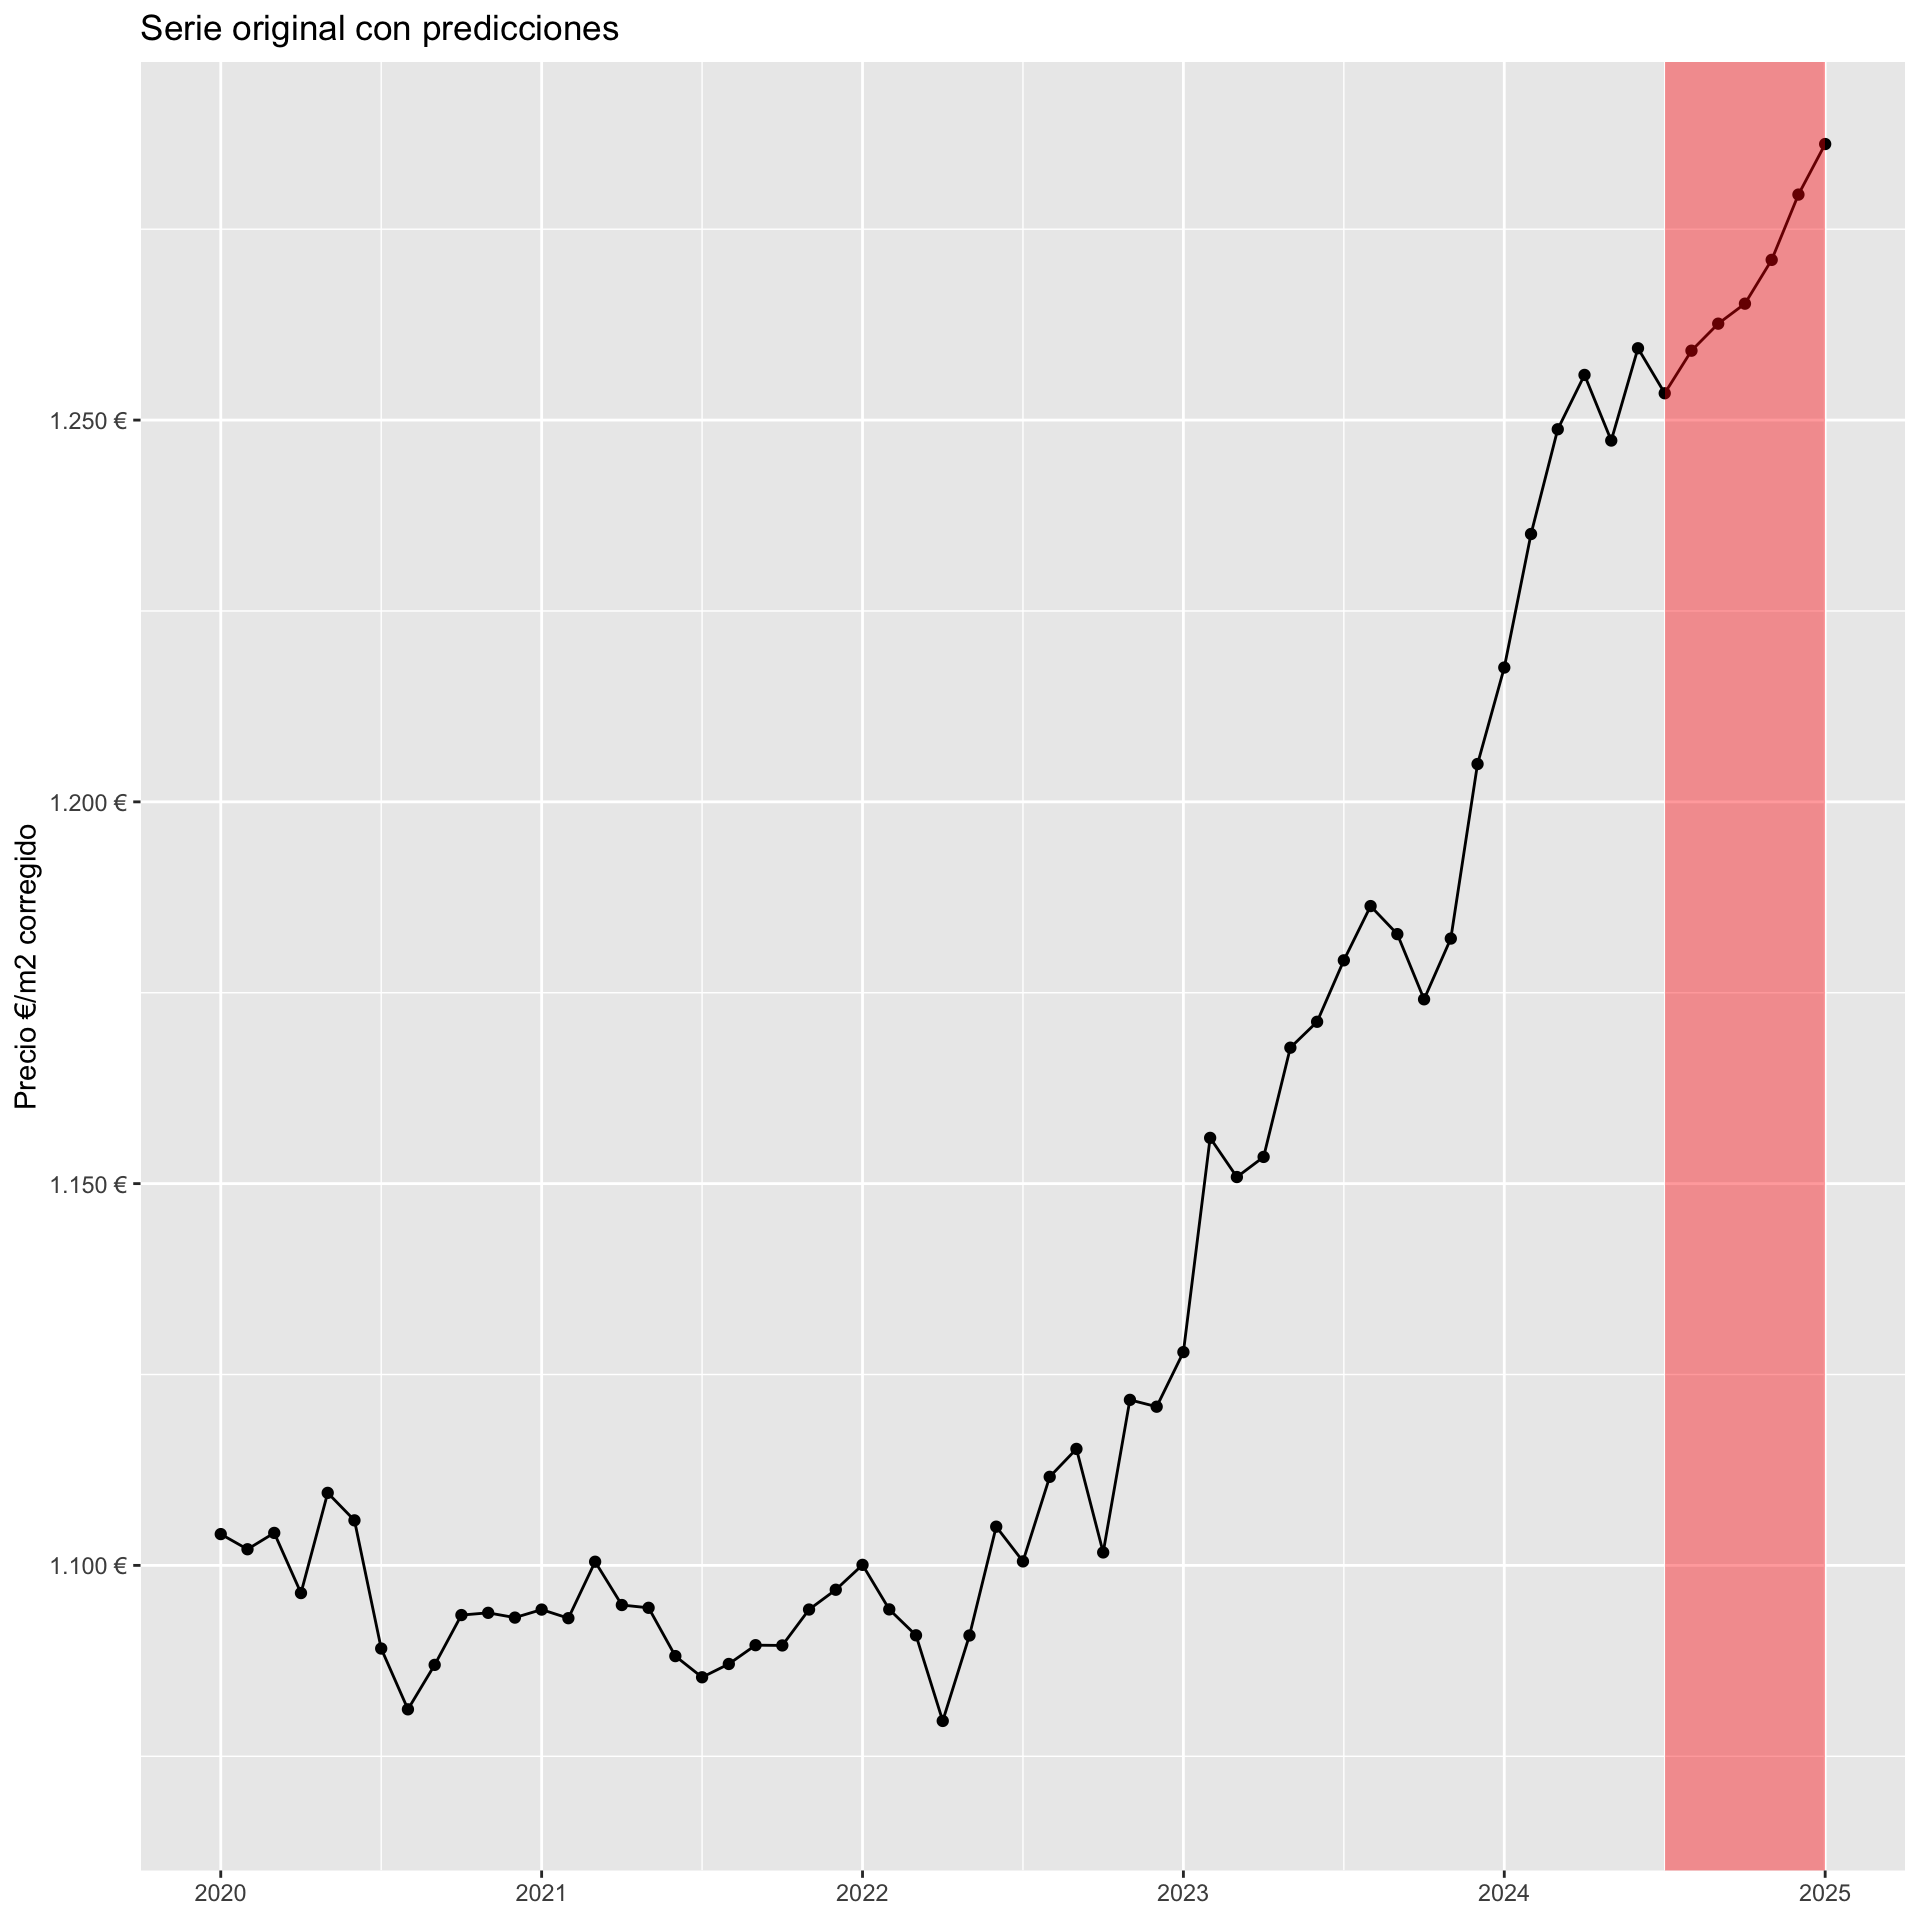 Serie original con predicciones
Precio €/m2 corregido
1.250 €
1.200 €
1.150 €
1.100 €
2020 2021 2022 2023 2024 2025